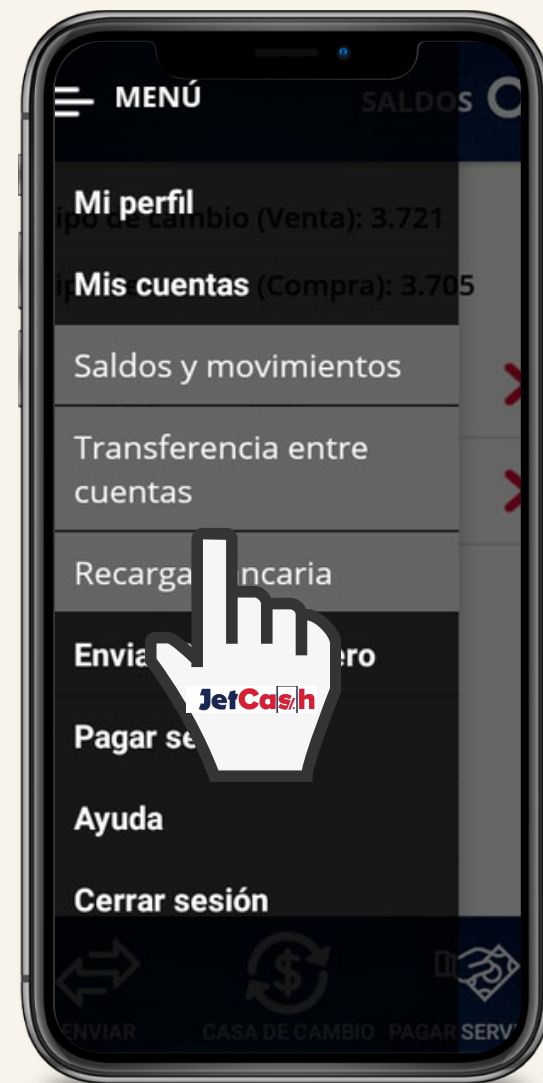 MENÚ
SALDOS
Mi perfil
Tipo de cambio (Venta): 3.721
Mis cuentas
(Compra): 3.705
Saldos y movimientos
Transferencia entre
cuentas
Recarga ncaria
Envia ero
JetCash
Pagar se
Ayuda
Cerrar sesión
ENVIAR
CASA DE CAMBIO
PAGAR SERV